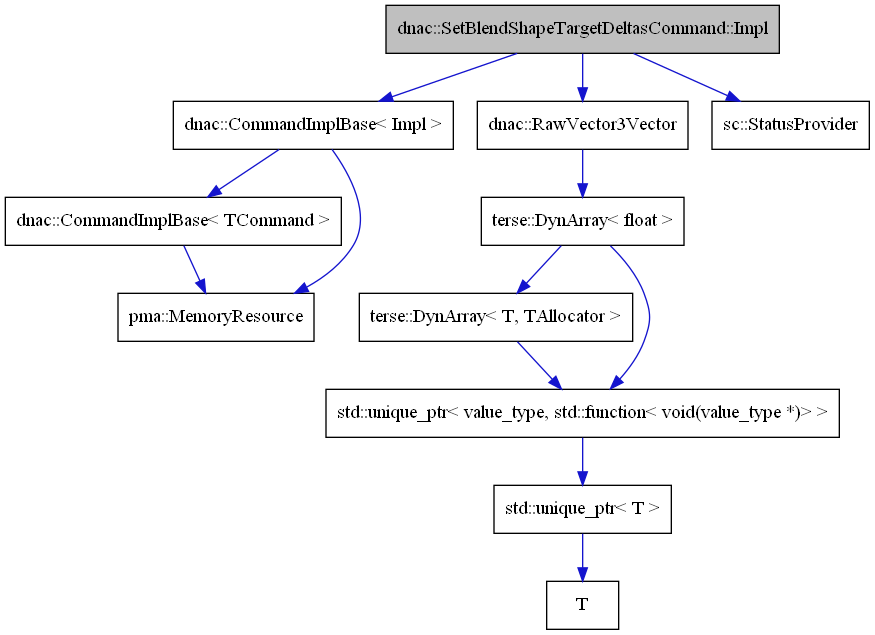 dnac::SetBlendShapeTargetDeltasCommand::Impl
dnac::CommandImplBase< Impl >
dnac::RawVector3Vector
sc::StatusProvider
dnac::CommandImplBase< TCommand >
terse::DynArray< float >
pma::MemoryResource
terse::DynArray< T, TAllocator >
std::unique_ptr< value_type, std::function< void(value_type *)> >
std::unique_ptr< T >
T